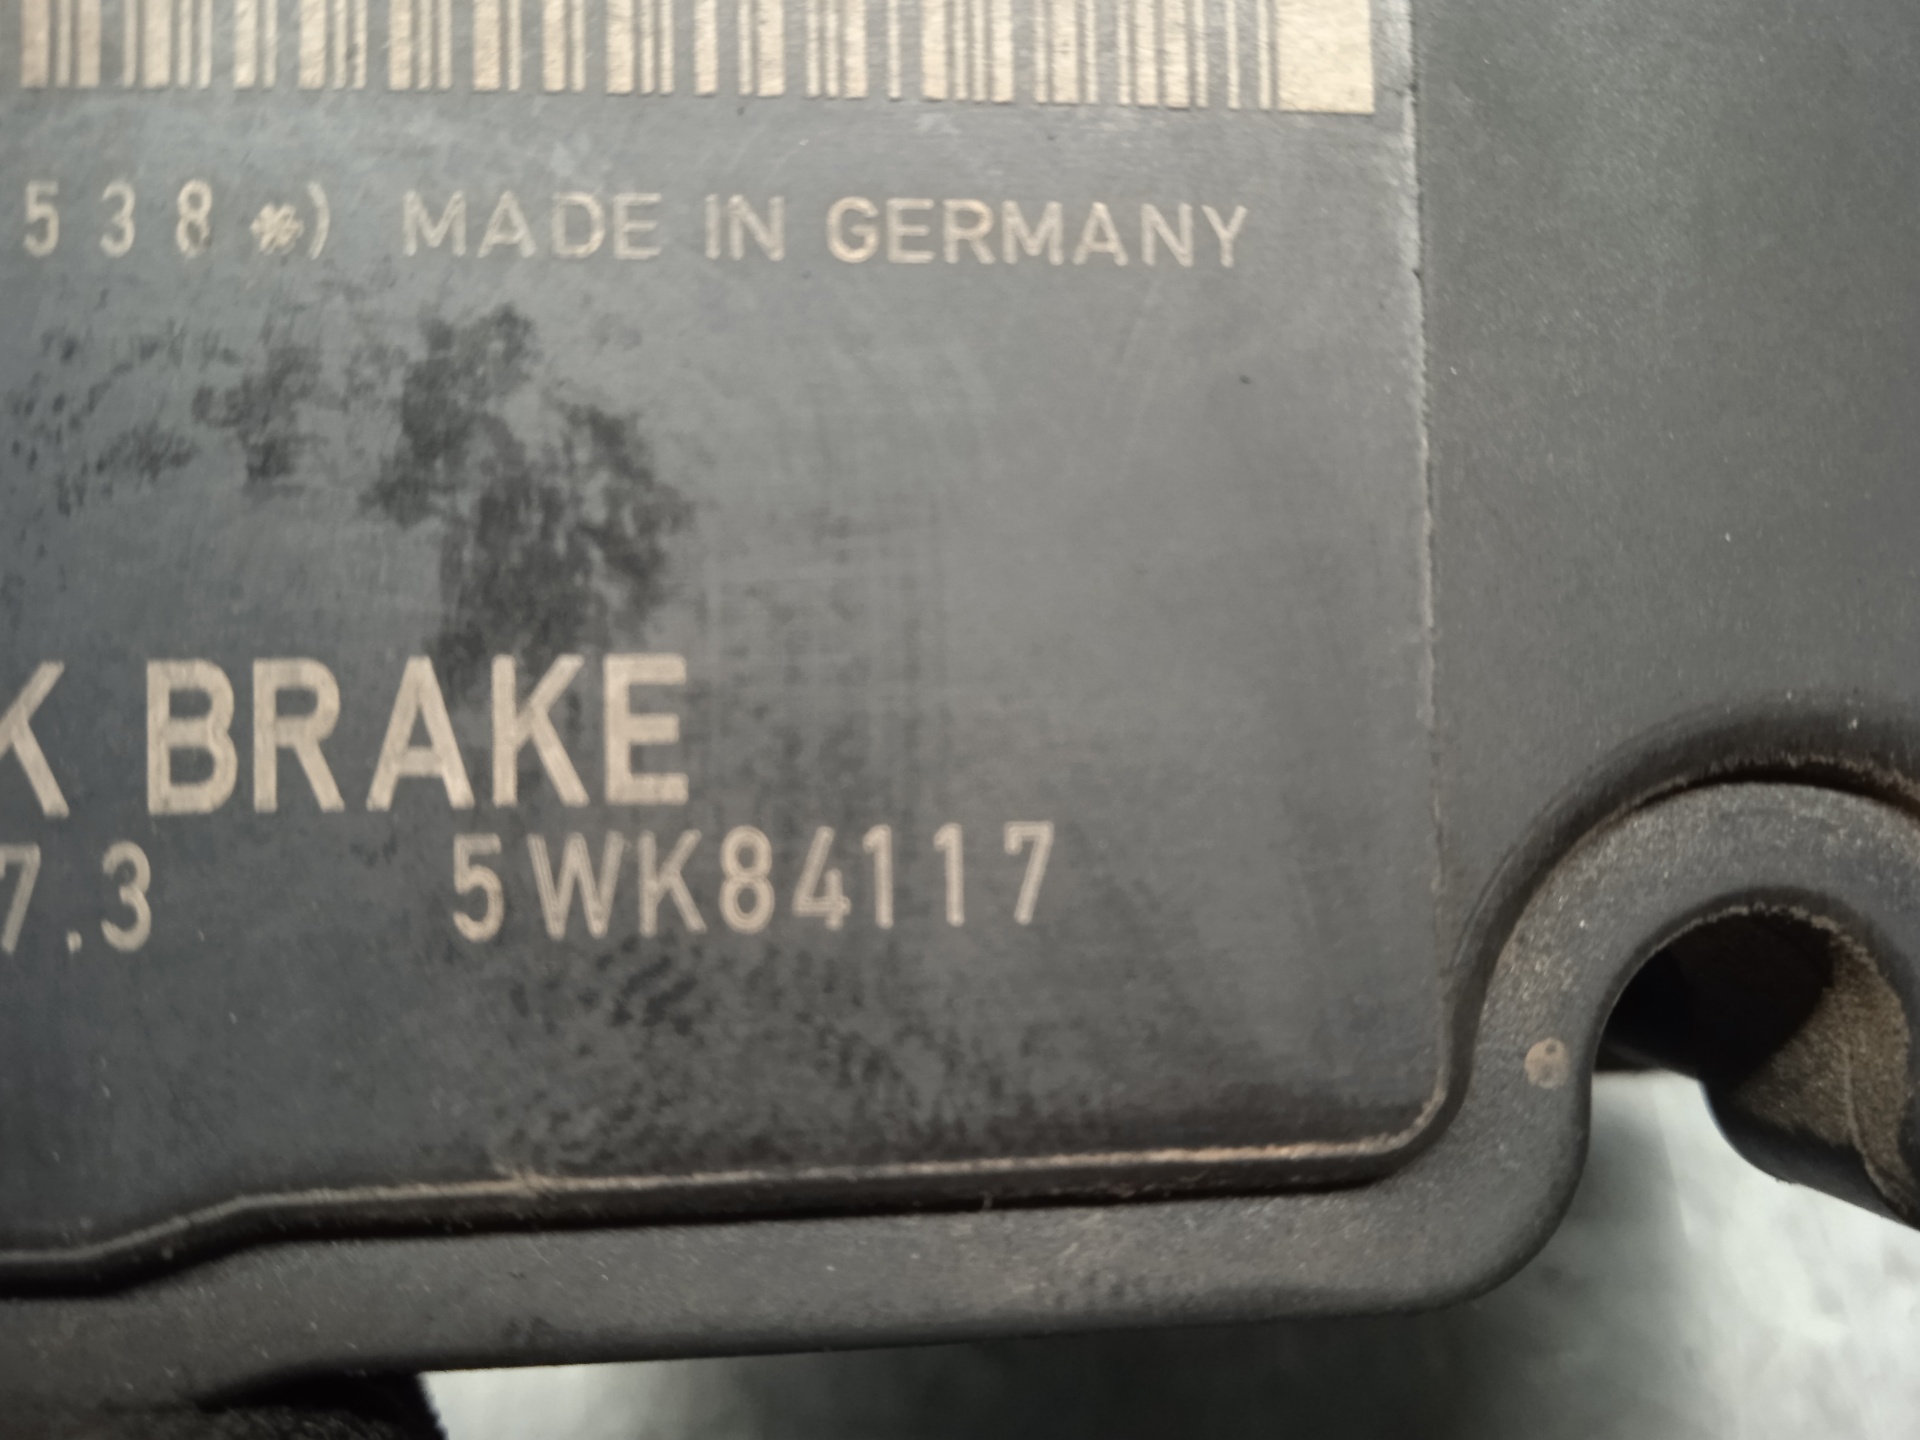 538*) MADE IN GERMANY
K BRAKE
7.3 5WK84117